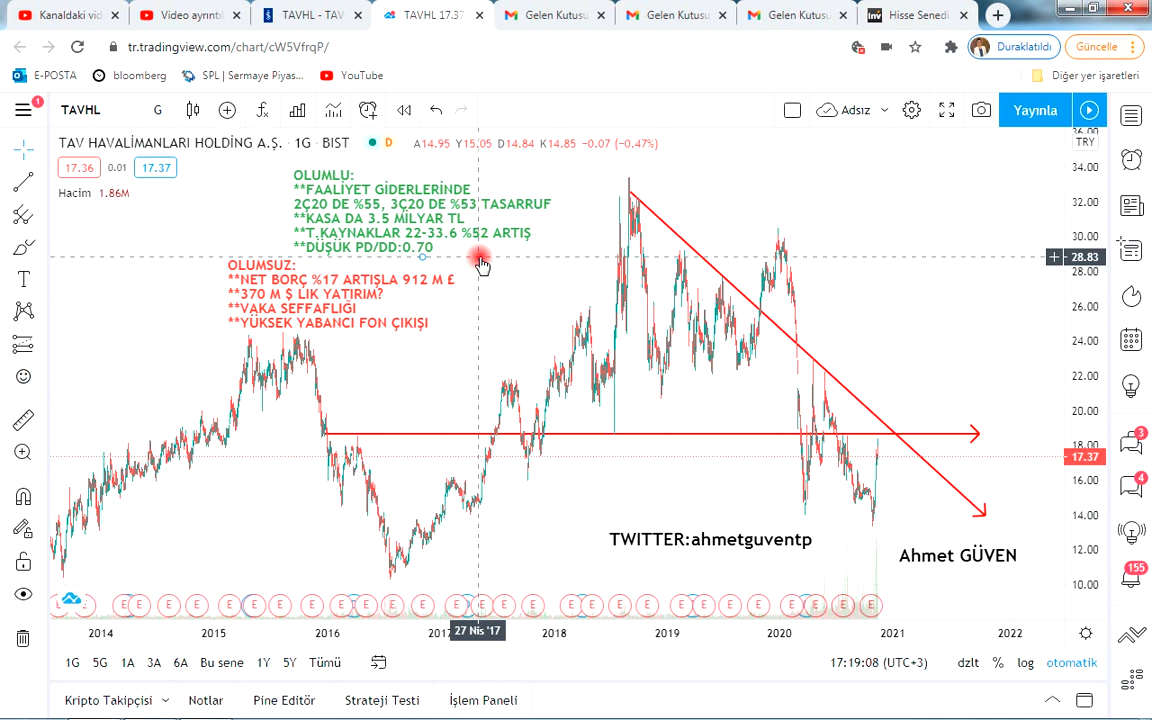 Kanaldaki vid
Video ayrıntıl
TAVHL - TAV
TAVHL 17.37
Gelen Kutusu
Gelen Kutusu
Gelen Kutusu
Hisse Senedi
tr.tradingview.com/chart/cW5VfrqP/
Duraklatıldı
Güncelle
E-POSTA
bloomberg
SPL | Sermaye Piyas...
YouTube
Diğer yer işaretleri
1
TAVHL
G
Adsız
Yayınla
TAV HAVALİMANLARI HOLDİNG A.Ş. · 1G · BIST
D
A14.95 Y15.05 D14.84 K14.85 −0.07 (−0.47%)
17.36
0.01
17.37
Hacim 1.86M
OLUMLU:
**FAALİYET GİDERLERİNDE
2Ç20 DE %55, 3Ç20 DE %53 TASARRUF
**KASA DA 3.5 MİLYAR TL
**T.KAYNAKLAR 22-33.6 %52 ARTIŞ
**DÜŞÜK PD/DD:0.70
OLUMSUZ:
**NET BORÇ %17 ARTIŞLA 912 M £
**370 M $ LIK YATIRIM?
**VAKA SEFFAFLIĞI
**YÜKSEK YABANCI FON ÇIKIŞI
36.00
TRY
34.00
32.00
30.00
28.83
28.00
26.00
24.00
22.00
20.00
18.00
17.37
16.00
14.00
12.00
10.00
TWITTER:ahmetguventp
Ahmet GÜVEN
3
4
155
E E E E E E E E E E E E E E E E E E E E E E E E E E E
2014
2015
2016
2017
27 Nis '17
2018
2019
2020
2021
2022
1G
5G
1A
3A
6A
Bu sene
1Y
5Y
Tümü
17:19:08 (UTC+3)
dzlt
%
log
otomatik
Kripto Takipçisi
Notlar
Pine Editör
Strateji Testi
İşlem Paneli